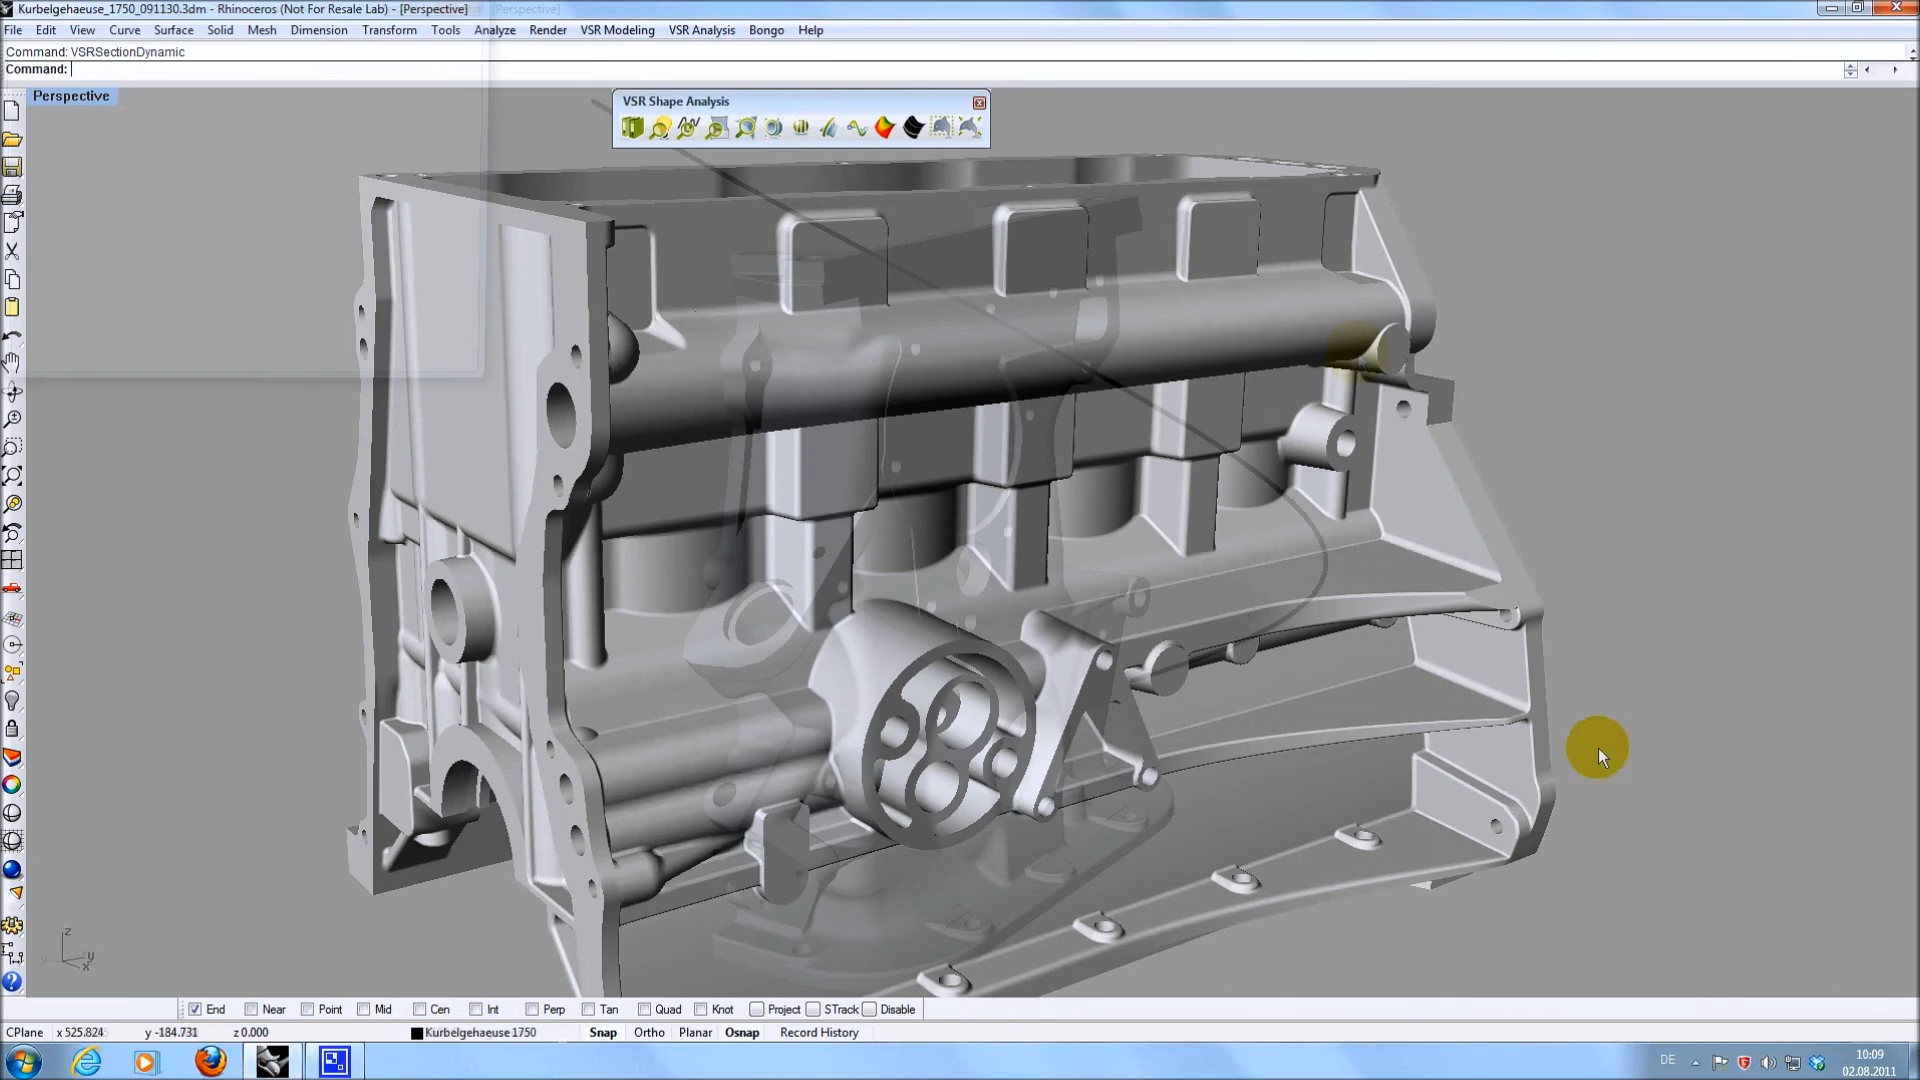 Kurbelgehaeuse_1750_091130.3dm - Rhinoceros (Not For Resale Lab) - [Perspective]
File Edit View Curve Surface Solid Mesh Dimension Transform Tools Analyze Render VSR Modeling VSR Analysis Bongo Help
Command: VSRSectionDynamic
Command:
Perspective
VSR Shape Analysis
z
y
x
End Near Point Mid Cen Int Perp Tan Quad Knot Project STrack Disable
CPlane x 525.824 y -184.731 z 0.000 Kurbelgehaeuse 1750 Snap Ortho Planar Osnap Record History
DE
10:09
02.08.2011